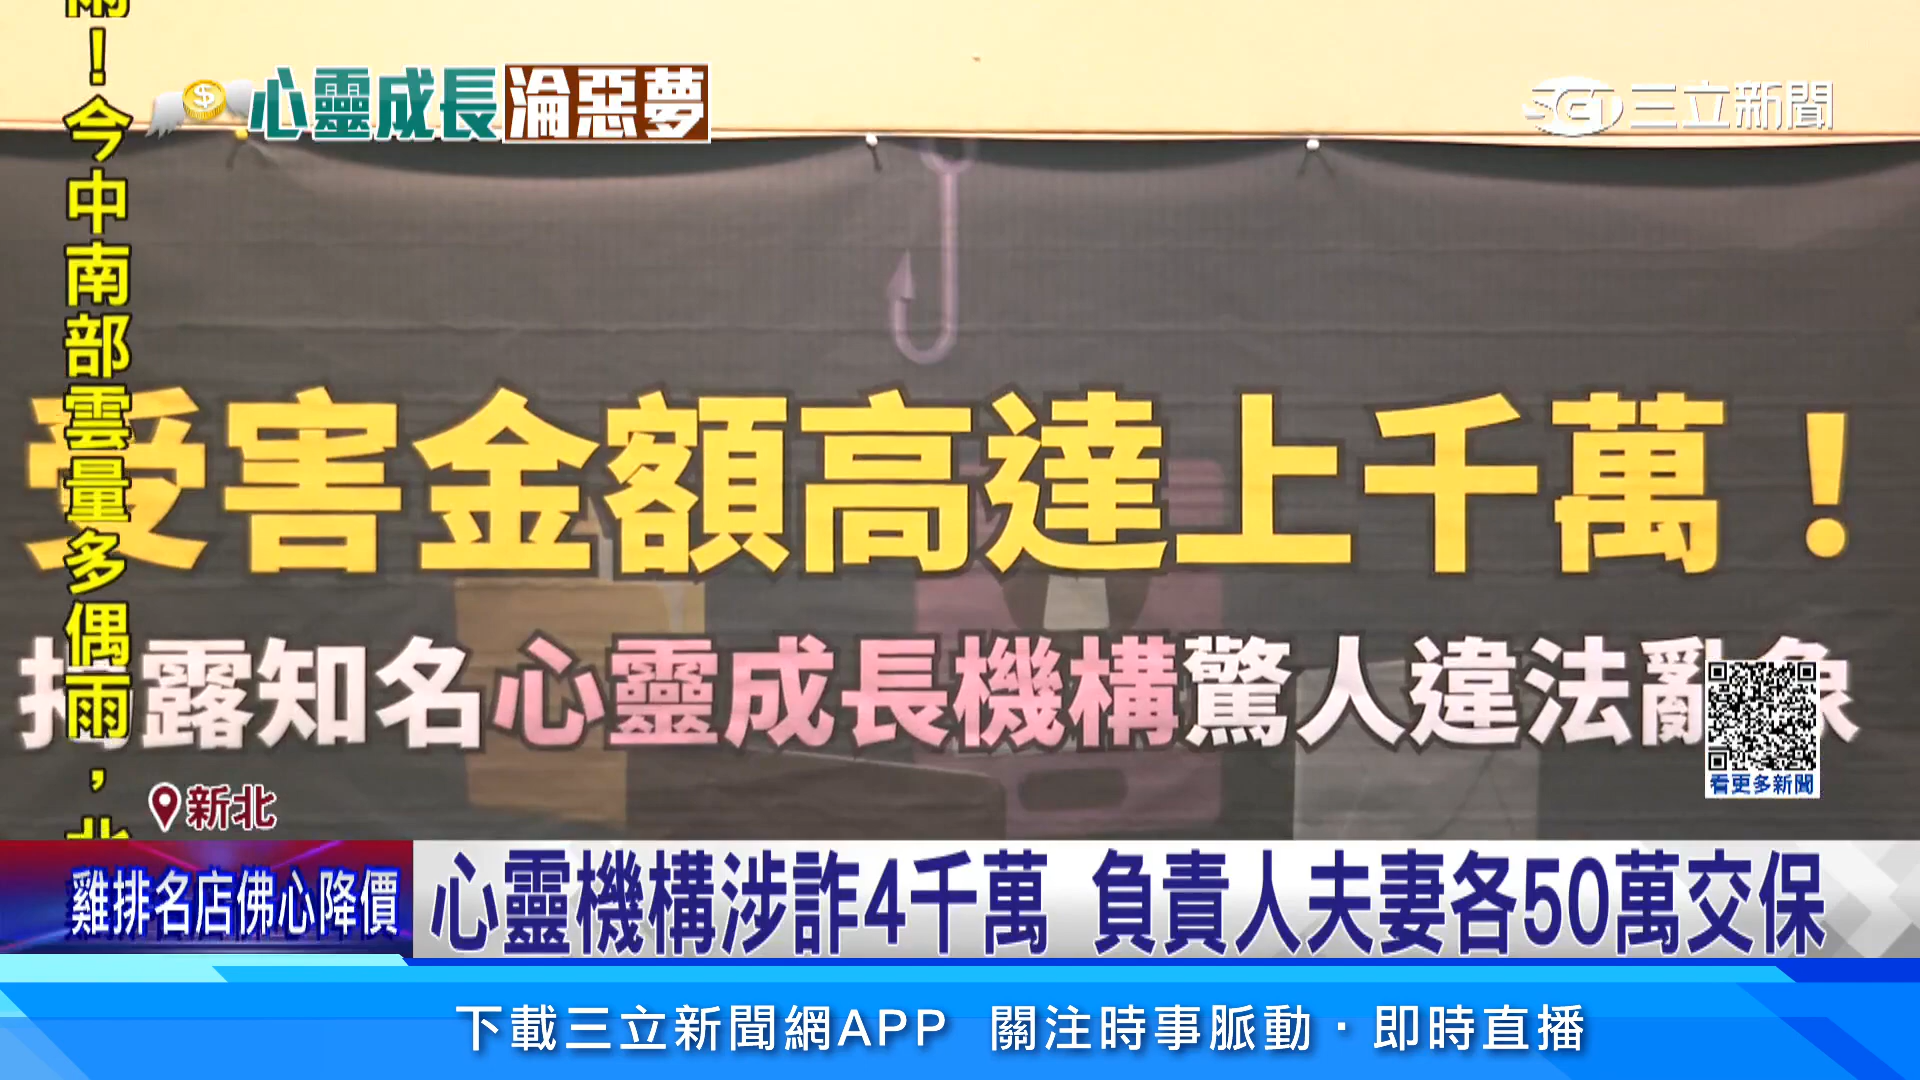 心靈成長淪惡夢
SET三立新聞
！今中南部雲量多偶雨，
受害金額高達上千萬！
露知名心靈成長機構驚人違法亂象
看更多新聞
新北
雞排名店佛心降價
心靈機構涉詐4千萬 負責人夫妻各50萬交保
下載三立新聞網APP 關注時事脈動·即時直播